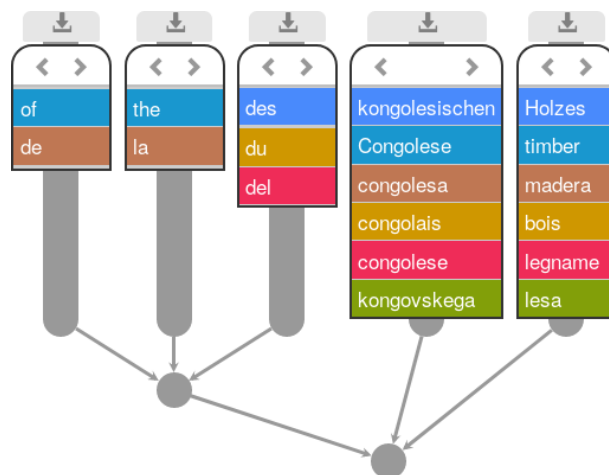 of
de
the
la
des
du
del
kongolesischen
Congolese
congolesa
congolais
congolese
kongovskega
Holzes
timber
madera
bois
legname
lesa